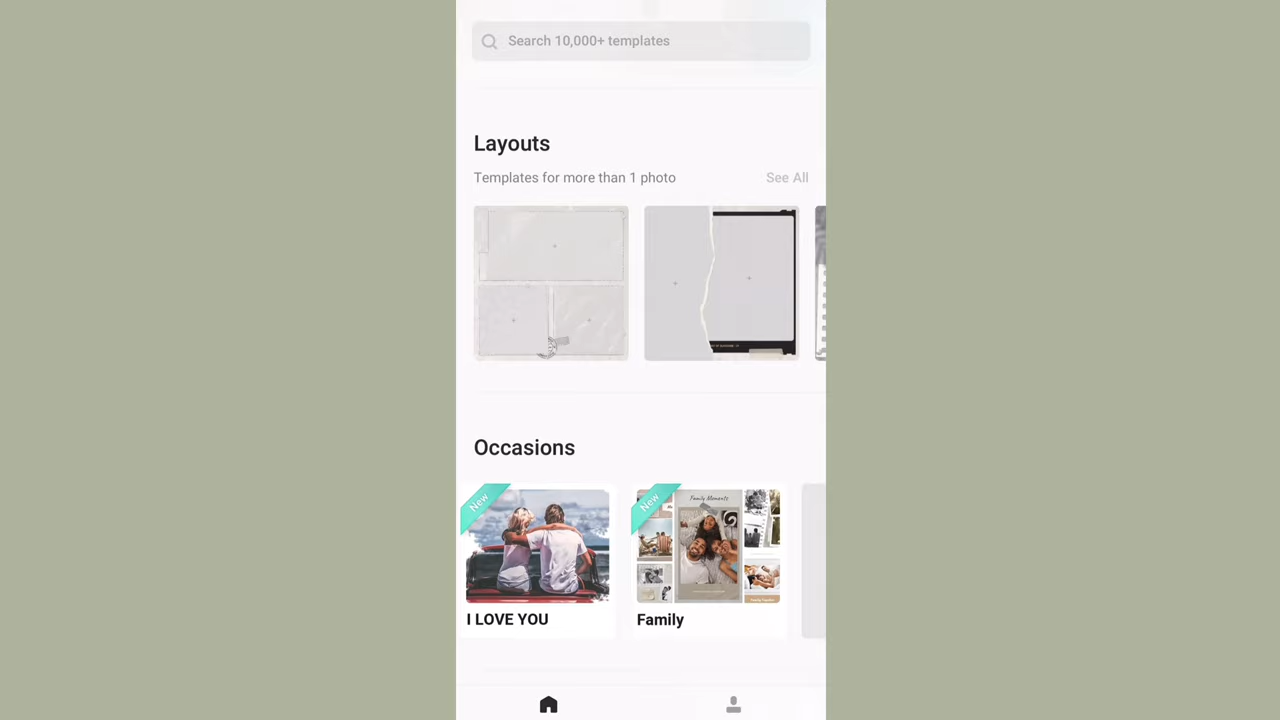 Search 10,000+ templates
Layouts
Templates for more than 1 photo
See All
Occasions
New
New
Family Moments
I LOVE YOU
Family